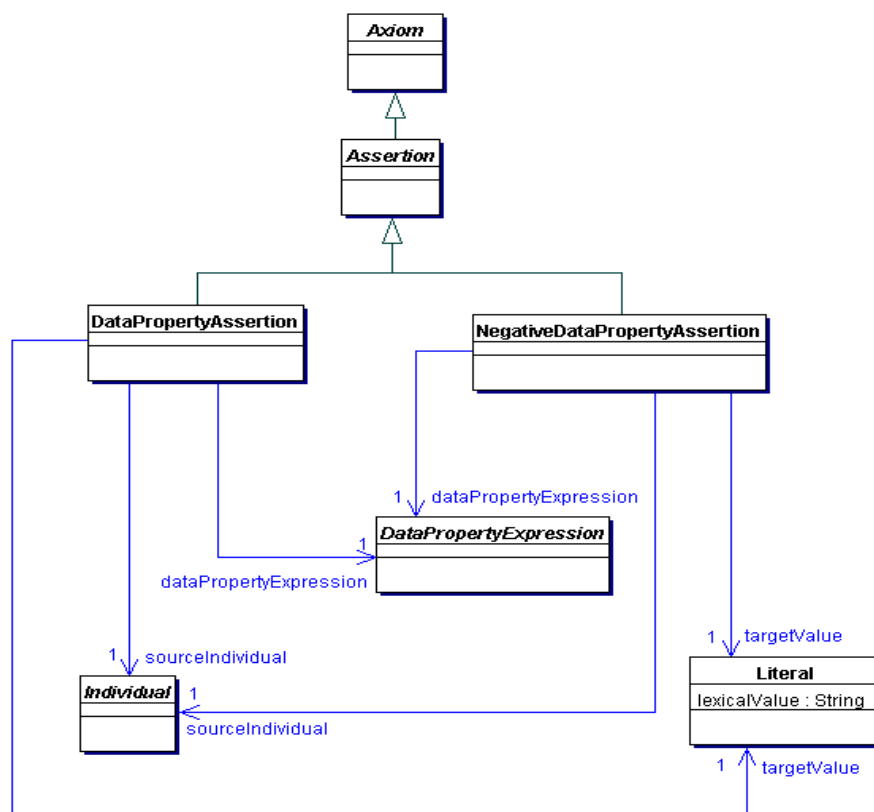 Axiom
Assertion
DataPropertyAssertion
NegativeDataPropertyAssertion
1 dataPropertyExpression
DataPropertyExpression
1
dataPropertyExpression
1 sourceIndividual
1 targetValue
Individual
1
sourceIndividual
Literal
lexicalValue : String
1 targetValue